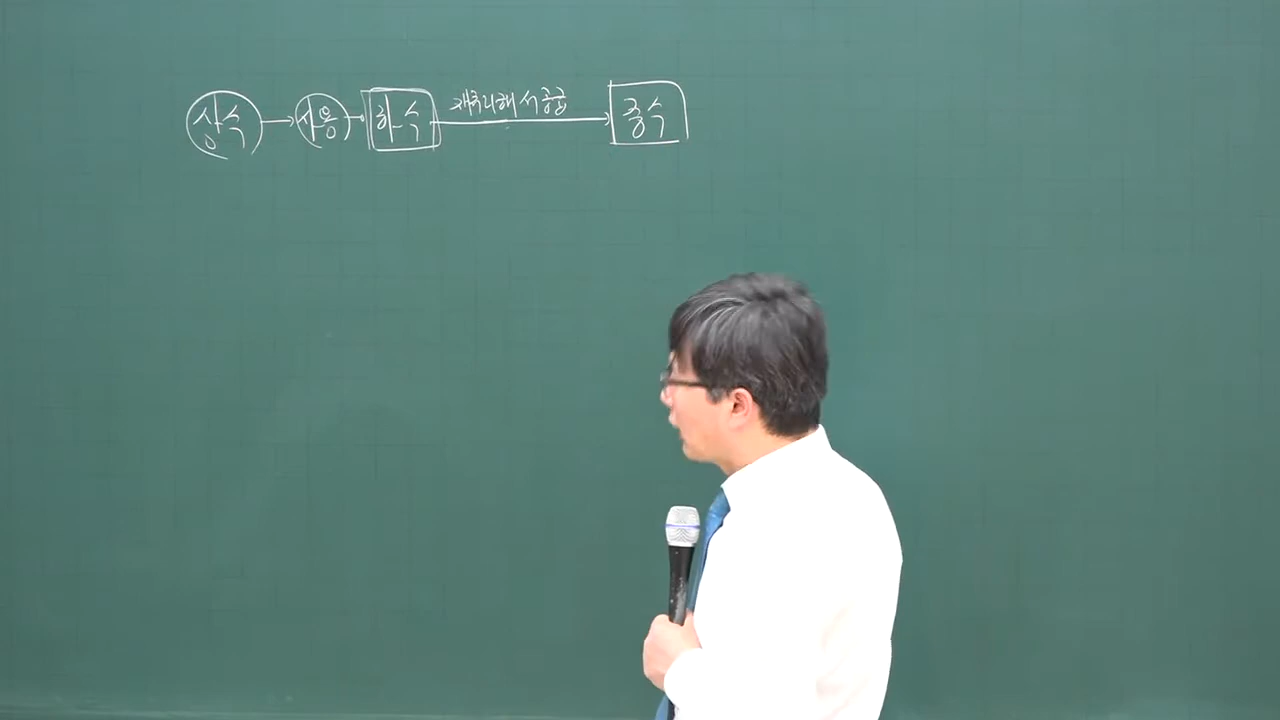 상수 → 사용 → 하수 재처리해서 공급 → 중수